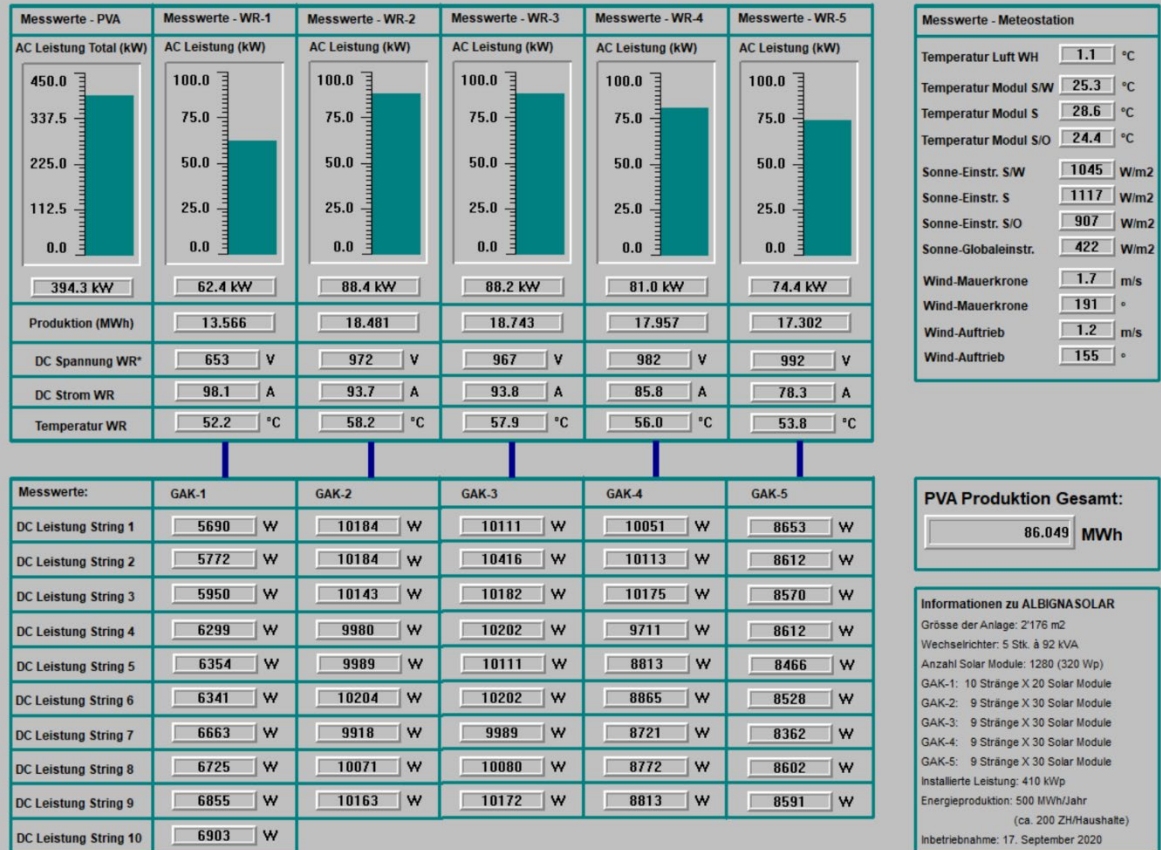 Messwerte - PVA Messwerte - WR-1 Messwerte - WR-2 Messwerte - WR-3 Messwerte - WR-4 Messwerte - WR-5
AC Leistung Total (kW) AC Leistung (kW) AC Leistung (kW) AC Leistung (kW) AC Leistung (kW) AC Leistung (kW)
450.0 100.0 100.0 100.0 100.0 100.0
337.5 75.0 75.0 75.0 75.0 75.0
225.0 50.0 50.0 50.0 50.0 50.0
112.5 25.0 25.0 25.0 25.0 25.0
0.0 0.0 0.0 0.0 0.0 0.0
394.3 kW 62.4 kW 88.4 kW 88.2 kW 81.0 kW 74.4 kW
Produktion (MWh) 13.566 18.481 18.743 17.957 17.302
DC Spannung WR* 653 V 972 V 967 V 982 V 992 V
DC Strom WR 98.1 A 93.7 A 93.8 A 85.8 A 78.3 A
Temperatur WR 52.2 °C 58.2 °C 57.9 °C 56.0 °C 53.8 °C
Messwerte - Meteostation
Temperatur Luft WH 1.1 °C
Temperatur Modul S/W 25.3 °C
Temperatur Modul S 28.6 °C
Temperatur Modul S/O 24.4 °C
Sonne-Einstr. S/W 1045 W/m2
Sonne-Einstr. S 1117 W/m2
Sonne-Einstr. S/O 907 W/m2
Sonne-Globaleinstr. 422 W/m2
Wind-Mauerkrone 1.7 m/s
Wind-Mauerkrone 191 °
Wind-Auftrieb 1.2 m/s
Wind-Auftrieb 155 °
Messwerte: GAK-1 GAK-2 GAK-3 GAK-4 GAK-5
DC Leistung String 1 5690 W 10184 W 10111 W 10051 W 8653 W
DC Leistung String 2 5772 W 10184 W 10416 W 10113 W 8612 W
DC Leistung String 3 5950 W 10143 W 10182 W 10175 W 8570 W
DC Leistung String 4 6299 W 9980 W 10202 W 9711 W 8612 W
DC Leistung String 5 6354 W 9989 W 10111 W 8813 W 8466 W
DC Leistung String 6 6341 W 10204 W 10202 W 8865 W 8528 W
DC Leistung String 7 6663 W 9918 W 9989 W 8721 W 8362 W
DC Leistung String 8 6725 W 10071 W 10080 W 8772 W 8602 W
DC Leistung String 9 6855 W 10163 W 10172 W 8813 W 8591 W
DC Leistung String 10 6903 W
PVA Produktion Gesamt:
86.049 MWh
Informationen zu ALBIGNASOLAR
Grösse der Anlage: 2'176 m2
Wechselrichter: 5 Stk. à 92 kVA
Anzahl Solar Module: 1280 (320 Wp)
GAK-1: 10 Stränge X 20 Solar Module
GAK-2: 9 Stränge X 30 Solar Module
GAK-3: 9 Stränge X 30 Solar Module
GAK-4: 9 Stränge X 30 Solar Module
GAK-5: 9 Stränge X 30 Solar Module
Installierte Leistung: 410 kWp
Energieproduktion: 500 MWh/Jahr
(ca. 200 ZH/Haushalte)
Inbetriebnahme: 17. September 2020